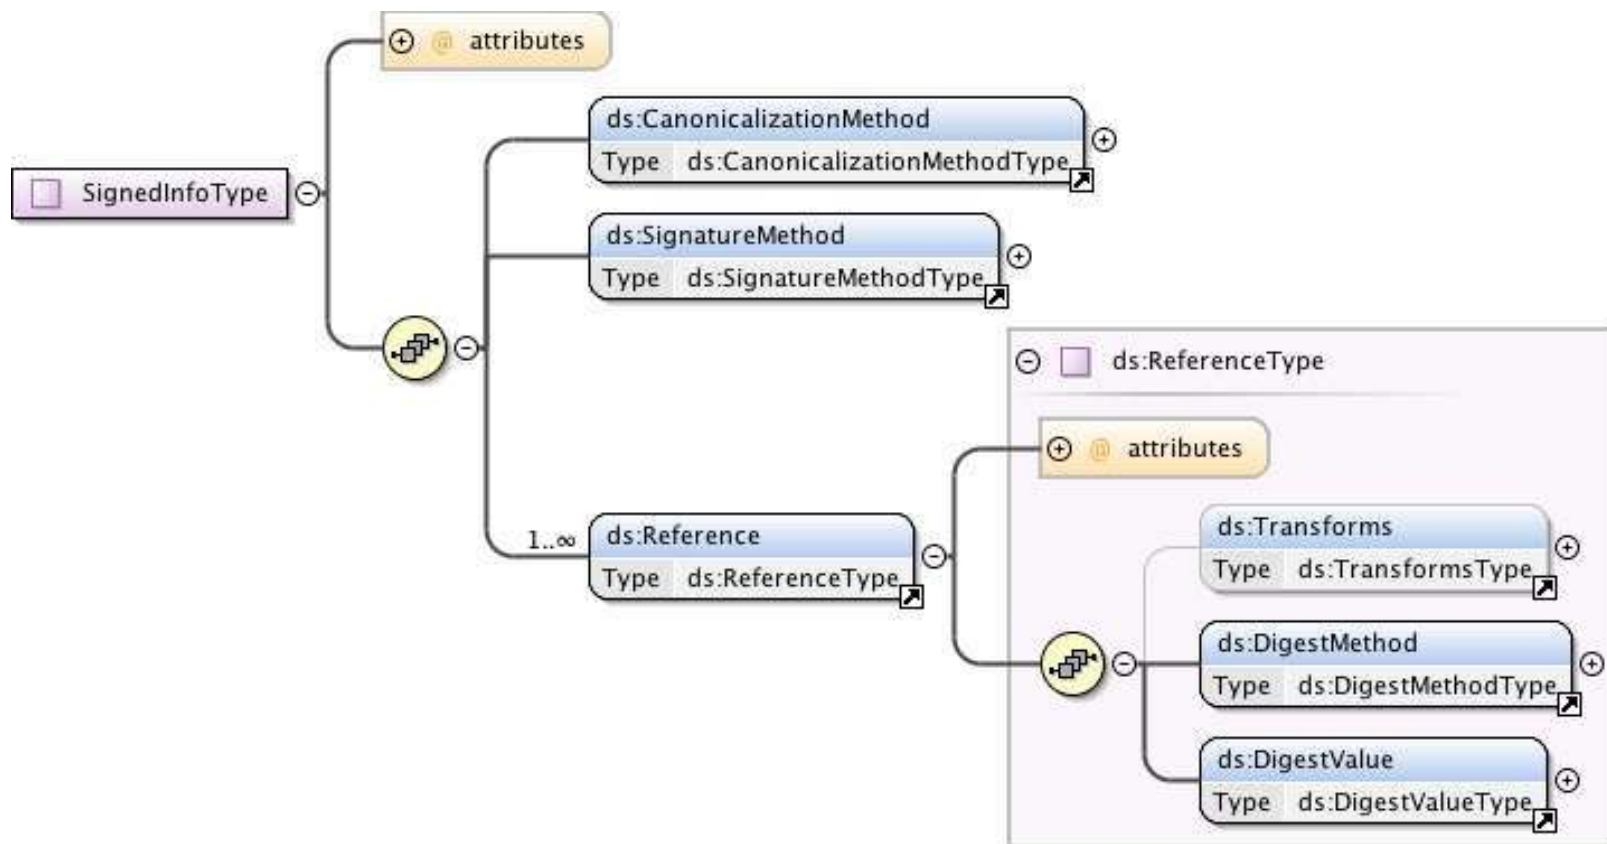 @ attributes
ds:CanonicalizationMethod
Type ds:CanonicalizationMethodType
SignedInfoType
ds:SignatureMethod
Type ds:SignatureMethodType
ds:ReferenceType
@ attributes
1..∞
ds:Reference
Type ds:ReferenceType
ds:Transforms
Type ds:TransformsType
ds:DigestMethod
Type ds:DigestMethodType
ds:DigestValue
Type ds:DigestValueType